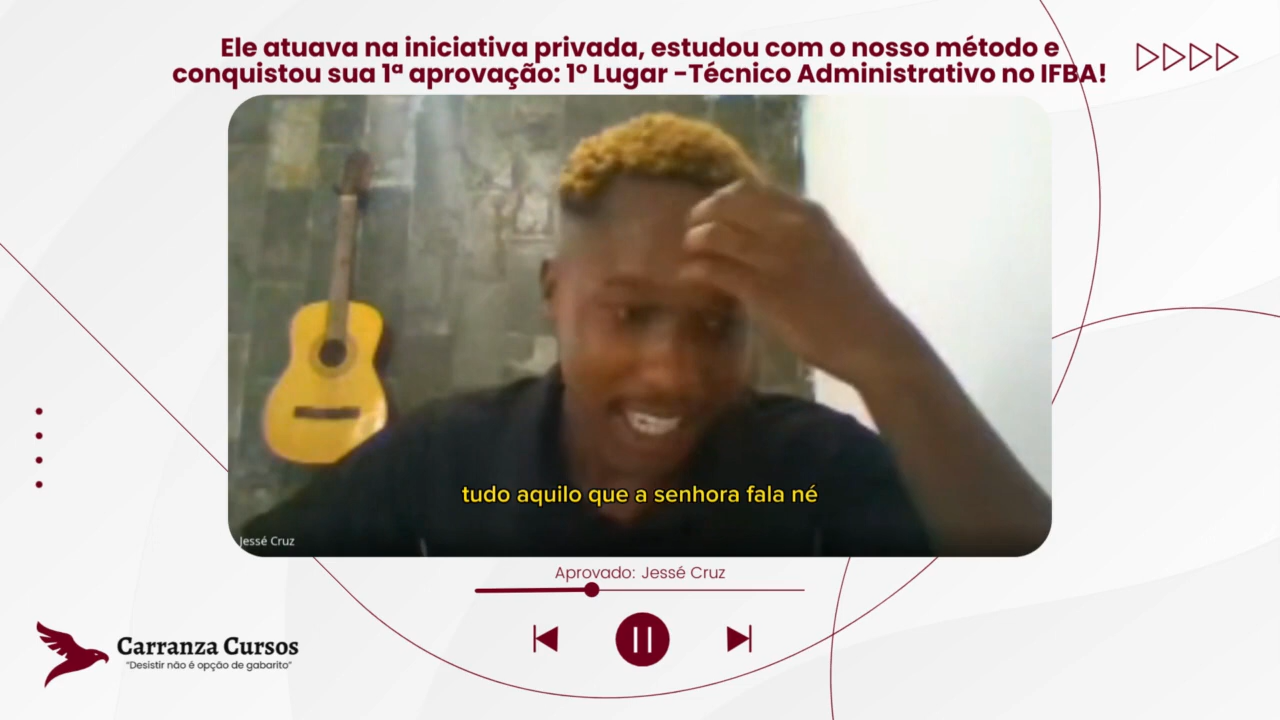 Ele atuava na iniciativa privada, estudou com o nosso método e
conquistou sua 1ª aprovação: 1º Lugar -Técnico Administrativo no IFBA!
tudo aquilo que a senhora fala né
Jessé Cruz
Aprovado: Jessé Cruz
Carranza Cursos
"Desistir não é opção de gabarito"